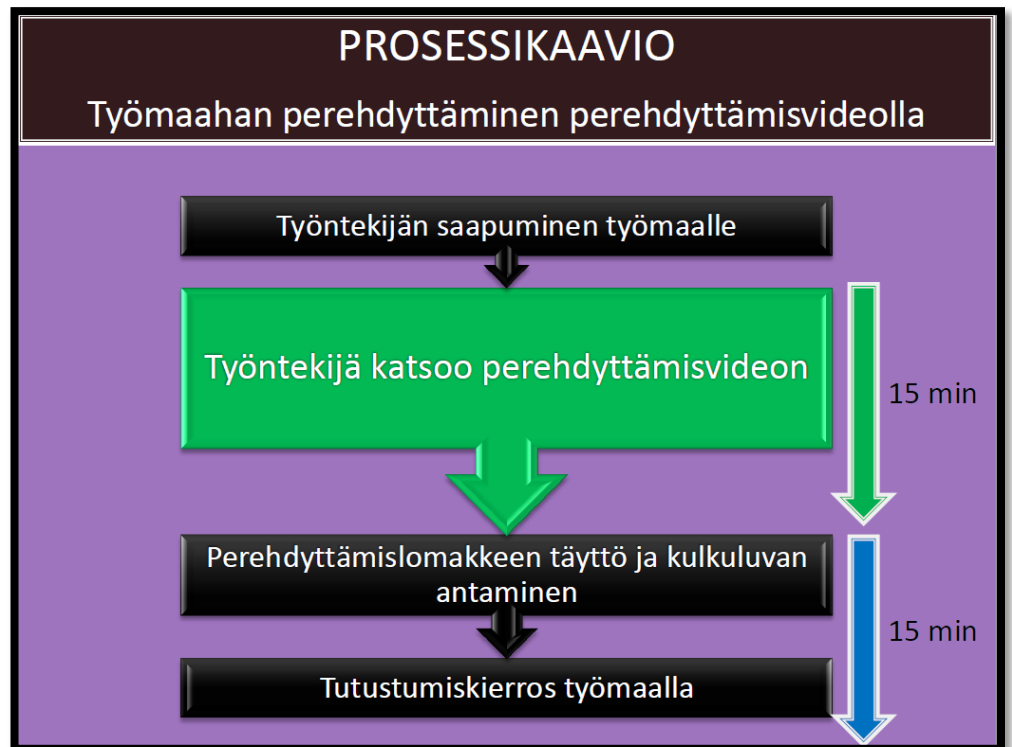 PROSESSIKAAVIO
Työmaahan perehdyttäminen perehdyttämisvideolla
Työntekijän saapuminen työmaalle
Työntekijä katsoo perehdyttämisvideon
15 min
Perehdyttämislomakkeen täyttö ja kulkuluvan
antaminen
15 min
Tutustumiskierros työmaalla